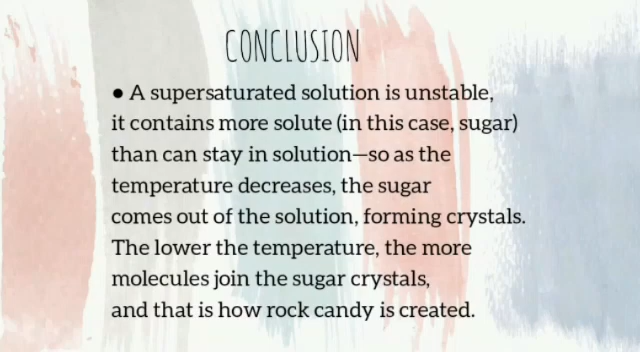 CONCLUSION
● A supersaturated solution is unstable,
it contains more solute (in this case, sugar)
than can stay in solution—so as the
temperature decreases, the sugar
comes out of the solution, forming crystals.
The lower the temperature, the more
molecules join the sugar crystals,
and that is how rock candy is created.